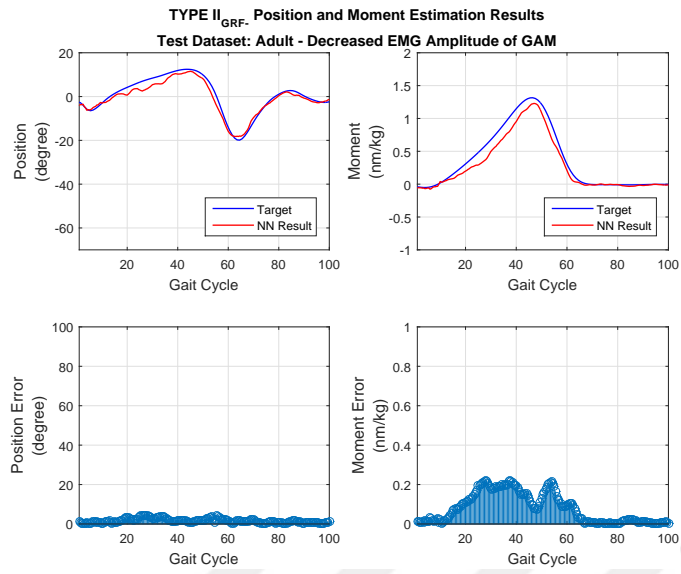 TYPE II_GRF- Position and Moment Estimation Results
Test Dataset: Adult - Decreased EMG Amplitude of GAM
20
0
-20
-40
-60
Position
(degree)
Target
NN Result
20 40 60 80 100
Gait Cycle
2
1.5
1
0.5
0
-0.5
-1
Moment
(nm/kg)
Target
NN Result
20 40 60 80 100
Gait Cycle
100
80
60
40
20
0
Position Error
(degree)
20 40 60 80 100
Gait Cycle
1
0.8
0.6
0.4
0.2
0
Moment Error
(nm/kg)
20 40 60 80 100
Gait Cycle